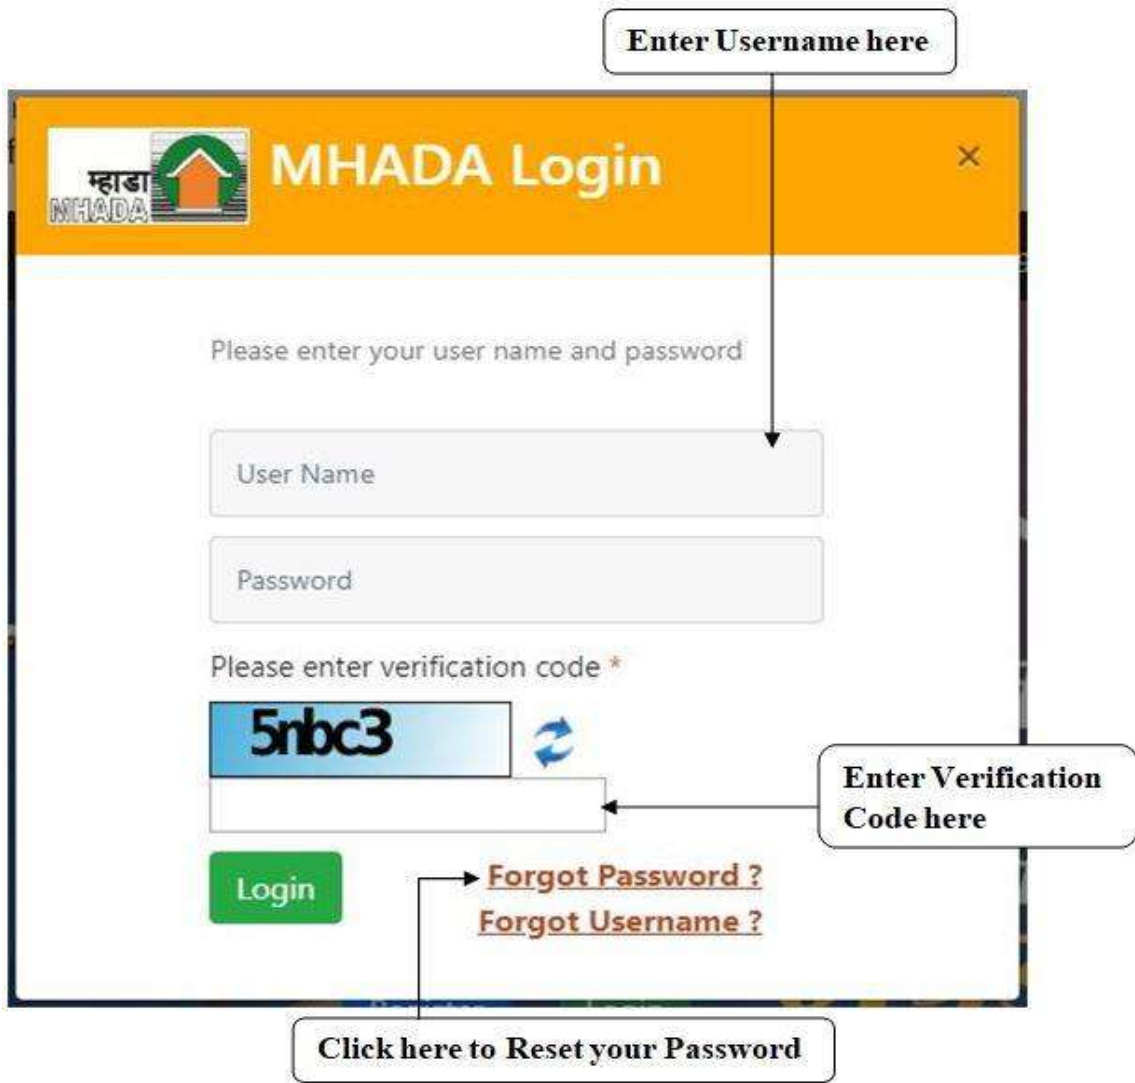 Enter Username here
म्हाडा
MHADA
MHADA Login
×
Please enter your user name and password
User Name
Password
Please enter verification code *
5nbc3
Enter Verification
Code here
Login
Forgot Password ?
Forgot Username ?
Click here to Reset your Password